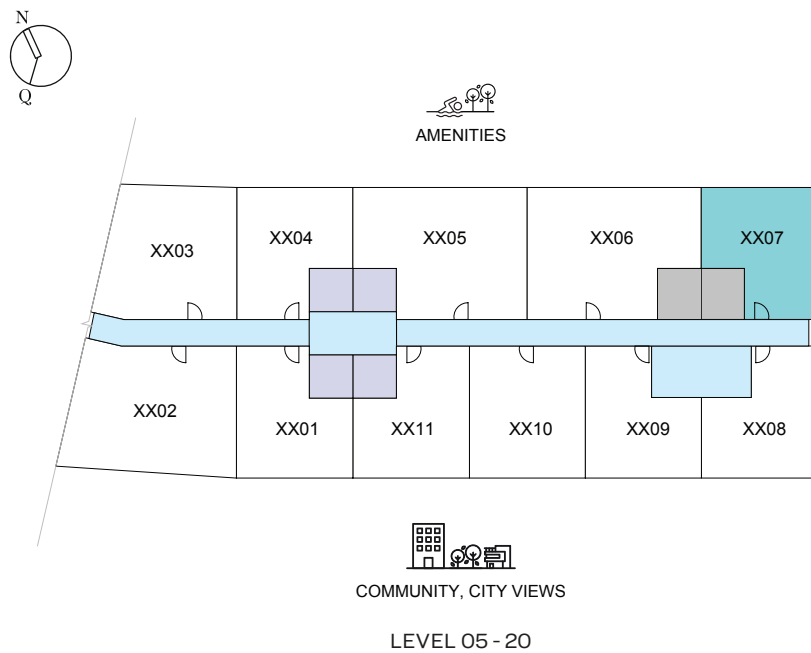 N
Q
AMENITIES
XX03
XX04
XX05
XX06
XX07
XX02
XX01
XX11
XX10
XX09
XX08
COMMUNITY, CITY VIEWS
LEVEL 05 - 20